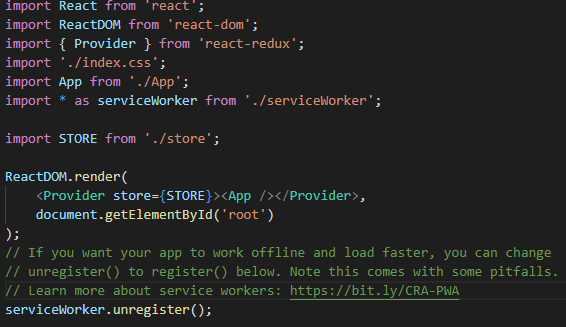 import React from 'react';
import ReactDOM from 'react-dom';
import { Provider } from 'react-redux';
import './index.css';
import App from './App';
import * as serviceWorker from './serviceWorker';
import STORE from './store';
ReactDOM.render(
<Provider store={STORE}><App /></Provider>,
document.getElementById('root')
);
// If you want your app to work offline and load faster, you can change
// unregister() to register() below. Note this comes with some pitfalls.
// Learn more about service workers: https://bit.ly/CRA-PWA
serviceWorker.unregister();